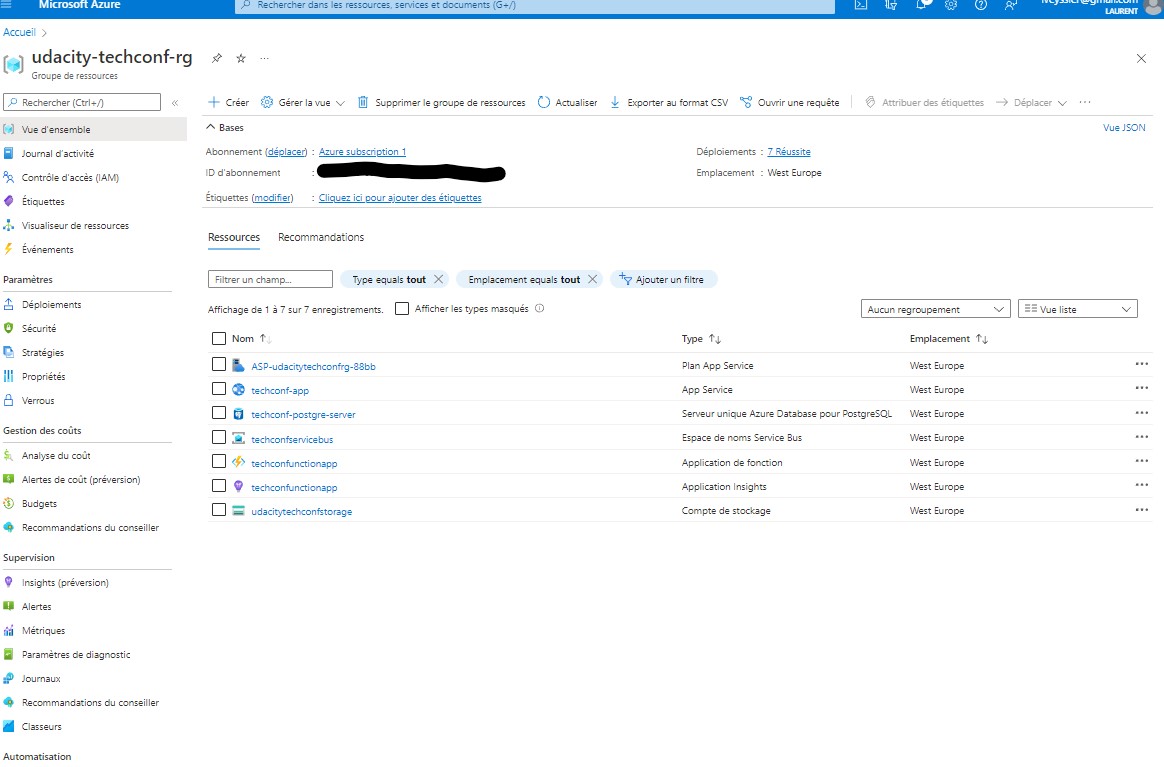 Microsoft Azure
Rechercher dans les ressources, services et documents (G+/)
LAURENT
Accueil >
udacity-techconf-rg
Groupe de ressources
Rechercher (Ctrl+/)
«
Créer
Gérer la vue
Supprimer le groupe de ressources
Actualiser
Exporter au format CSV
Ouvrir une requête
Attribuer des étiquettes
Déplacer
...
Vue d'ensemble
Journal d'activité
Contrôle d'accès (IAM)
Étiquettes
Visualiseur de ressources
Événements
Paramètres
Déploiements
Sécurité
Stratégies
Propriétés
Verrous
Gestion des coûts
Analyse du coût
Alertes de coût (préversion)
Budgets
Recommandations du conseiller
Supervision
Insights (préversion)
Alertes
Métriques
Paramètres de diagnostic
Journaux
Recommandations du conseiller
Classeurs
Automatisation
Bases
Vue JSON
Abonnement (déplacer) : Azure subscription 1
ID d'abonnement :
Étiquettes (modifier) : Cliquez ici pour ajouter des étiquettes
Déploiements : 7 Réussite
Emplacement : West Europe
Ressources Recommandations
Filtrer un champ...
Type equals tout
Emplacement equals tout
Ajouter un filtre
Affichage de 1 à 7 sur 7 enregistrements.
Afficher les types masqués
Aucun regroupement
Vue liste
Nom ↑↓ Type ↑↓ Emplacement ↑↓
ASP-udacitytechconfrg-88bb Plan App Service West Europe
techconf-app App Service West Europe
techconf-postgre-server Serveur unique Azure Database pour PostgreSQL West Europe
techconfservicebus Espace de noms Service Bus West Europe
techconfunctionapp Application de fonction West Europe
techconfunctionapp Application Insights West Europe
udacitytechconfstorage Compte de stockage West Europe